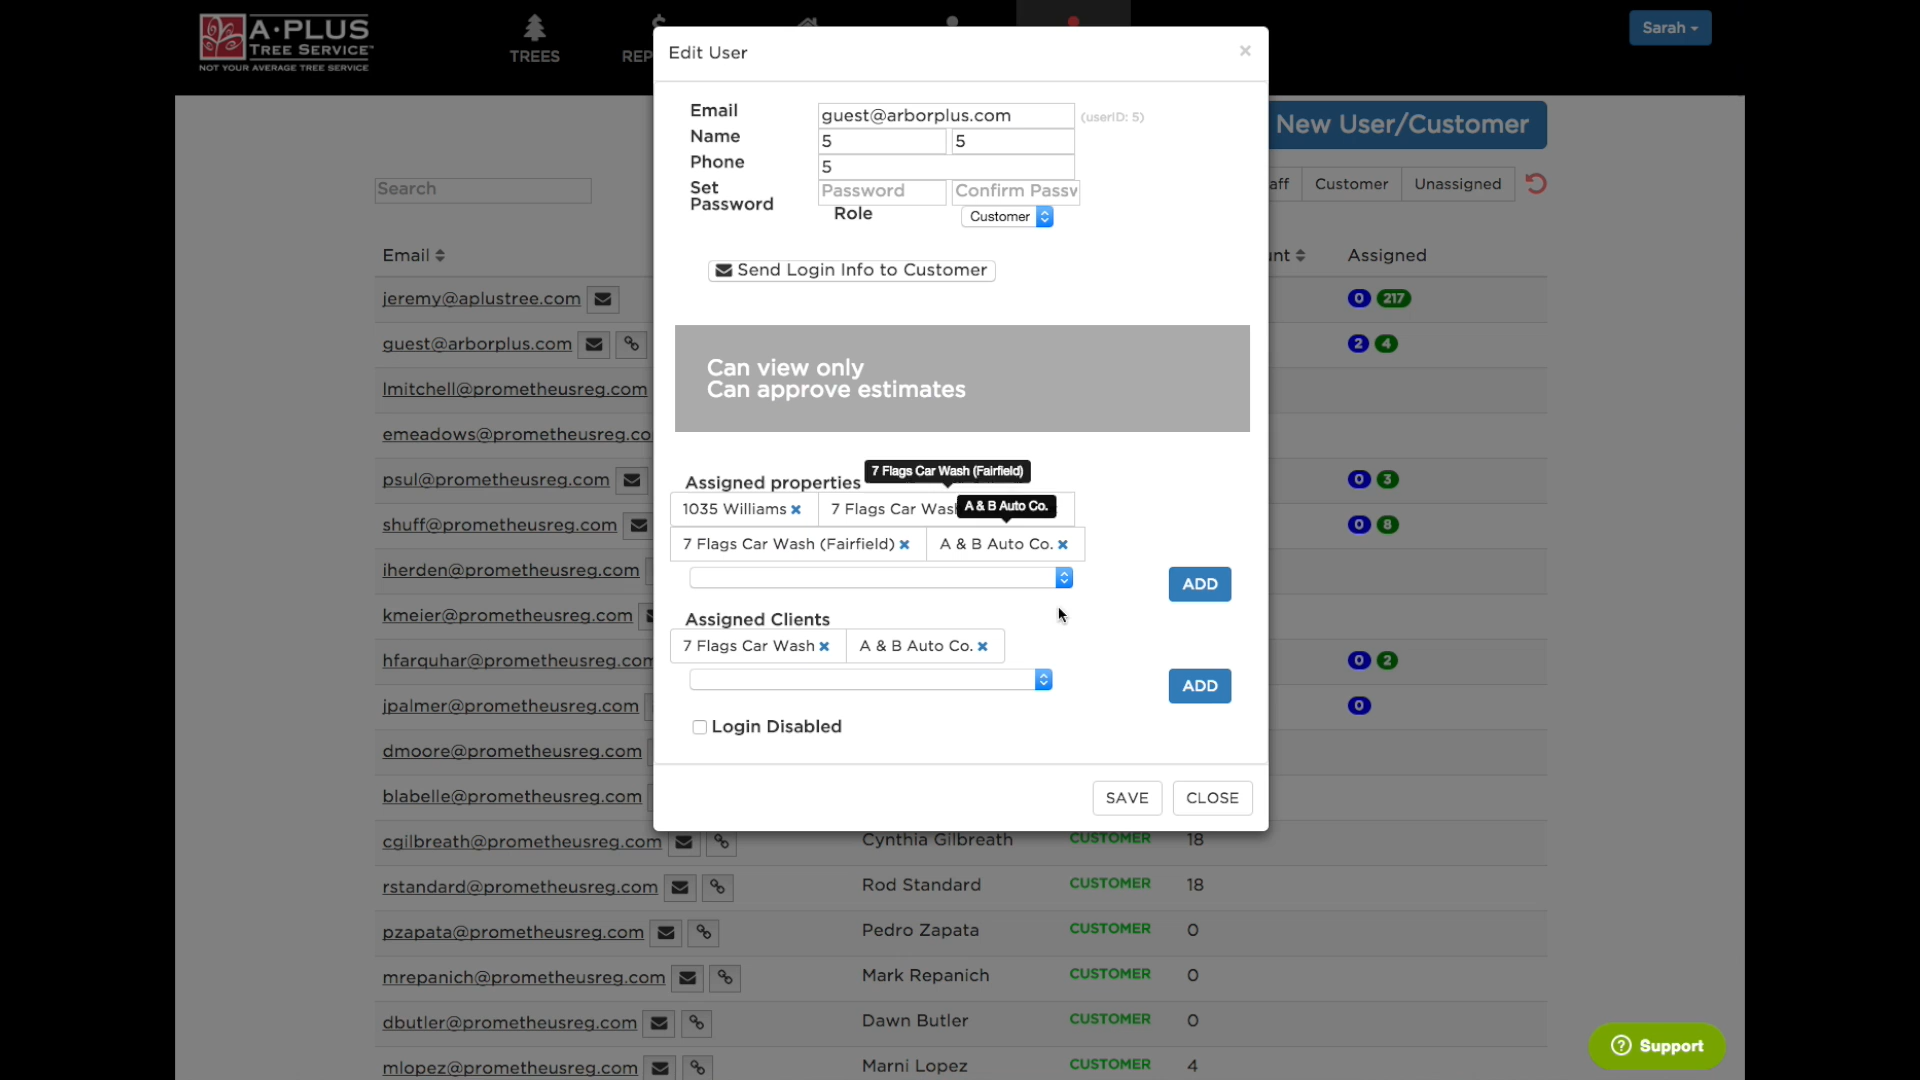 A·PLUS
TREE SERVICE
NOT YOUR AVERAGE TREE SERVICE
TREES
Sarah
Edit User
×
Email
guest@arborplus.com
(userID: 5)
Name
5
5
Phone
5
Set
Password
Password
Confirm Passw
Role
Customer
Send Login Info to Customer
Can view only
Can approve estimates
Assigned properties
7 Flags Car Wash (Fairfield)
1035 Williams ×
7 Flags Car Wash
A & B Auto Co.
7 Flags Car Wash (Fairfield) ×
A & B Auto Co. ×
ADD
Assigned Clients
7 Flags Car Wash ×
A & B Auto Co. ×
ADD
Login Disabled
SAVE
CLOSE
New User/Customer
Search
Customer
Unassigned
Email
Assigned
jeremy@aplustree.com
0 217
guest@arborplus.com
2 4
lmitchell@prometheusreg.com
emeadows@prometheusreg.co
psul@prometheusreg.com
0 3
shuff@prometheusreg.com
0 8
iherden@prometheusreg.com
kmeier@prometheusreg.com
hfarquhar@prometheusreg.com
0 2
jpalmer@prometheusreg.com
0
dmoore@prometheusreg.com
blabelle@prometheusreg.com
cgilbreath@prometheusreg.com Cynthia Gilbreath CUSTOMER 18
rstandard@prometheusreg.com Rod Standard CUSTOMER 18
pzapata@prometheusreg.com Pedro Zapata CUSTOMER 0
mrepanich@prometheusreg.com Mark Repanich CUSTOMER 0
dbutler@prometheusreg.com Dawn Butler CUSTOMER 0
mlopez@prometheusreg.com Marni Lopez CUSTOMER 4
Support